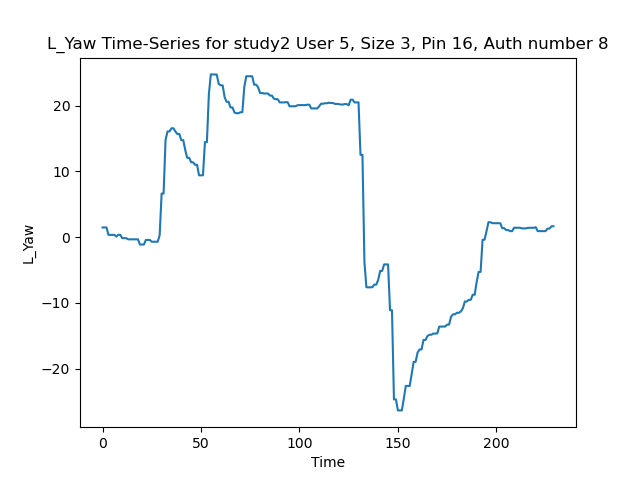 L_Yaw Time-Series for study2 User 5, Size 3, Pin 16, Auth number 8
20
10
0
−10
−20
L_Yaw
0 50 100 150 200
Time